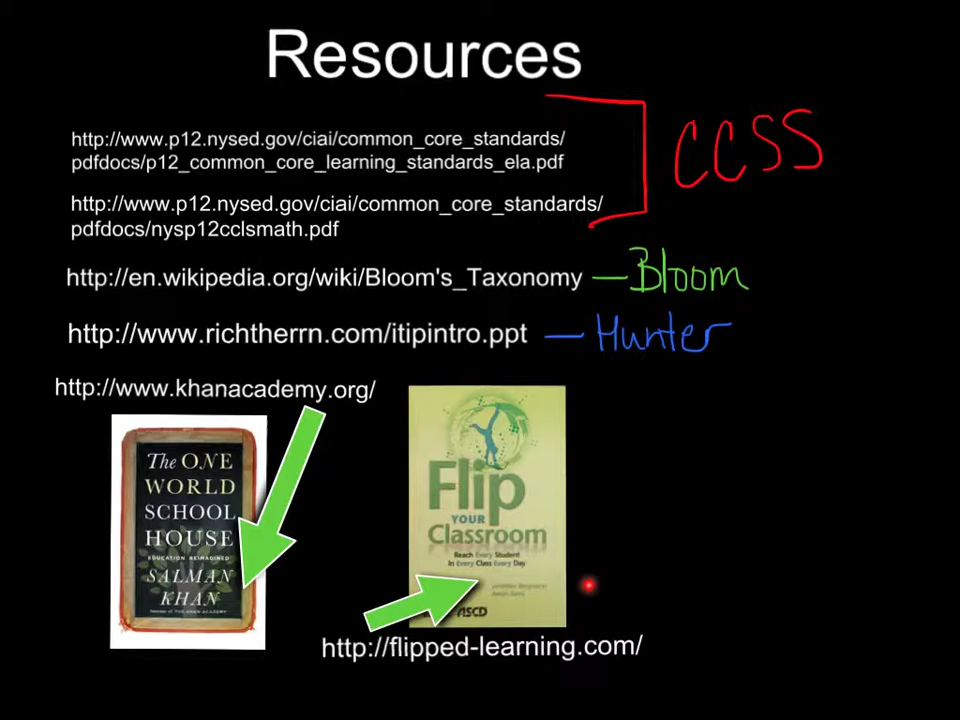 Resources
http://www.p12.nysed.gov/ciai/common_core_standards/
pdfdocs/p12_common_core_learning_standards_ela.pdf
CCSS
http://www.p12.nysed.gov/ciai/common_core_standards/
pdfdocs/nysp12cclsmath.pdf
http://en.wikipedia.org/wiki/Bloom's_Taxonomy — Bloom
http://www.richtherrn.com/itipintro.ppt — Hunter
http://www.khanacademy.org/
The ONE
WORLD
SCHOOL
HOUSE
EDUCATION REIMAGINED
SALMAN
KHAN
Flip
YOUR
Classroom
Reach Every Student
In Every Class Every Day
ASCD
http://flipped-learning.com/